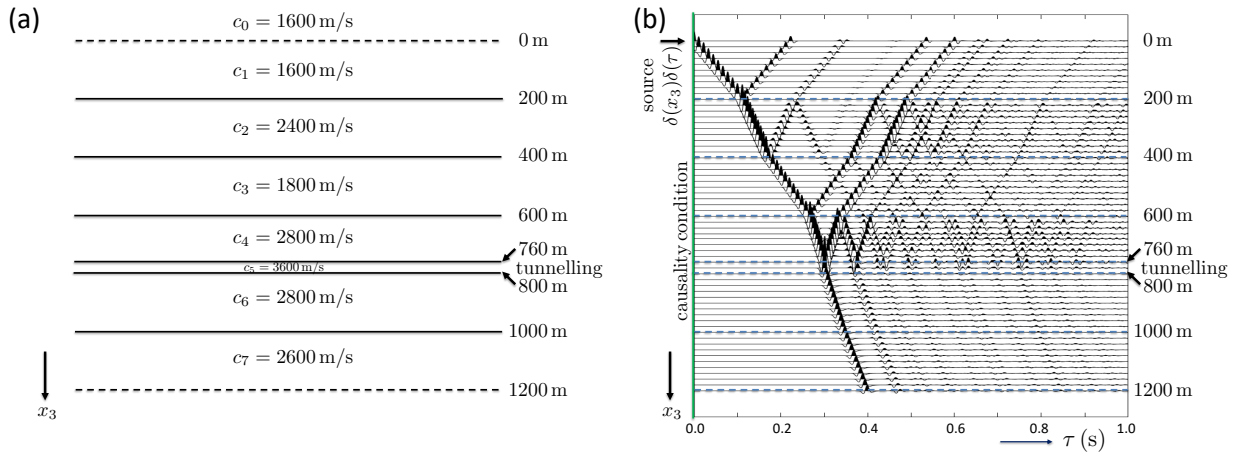 (a)
c₀ = 1600 m/s
0 m
c₁ = 1600 m/s
200 m
c₂ = 2400 m/s
400 m
c₃ = 1800 m/s
600 m
c₄ = 2800 m/s
760 m
c₅ = 3600 m/s
tunnelling
800 m
c₆ = 2800 m/s
1000 m
c₇ = 2600 m/s
1200 m
x₃
(b)
source
δ(x₃)δ(τ)
causality condition
0 m
200 m
400 m
600 m
760 m
tunnelling
800 m
1000 m
1200 m
x₃
0.0 0.2 0.4 0.6 0.8 1.0
τ (s)